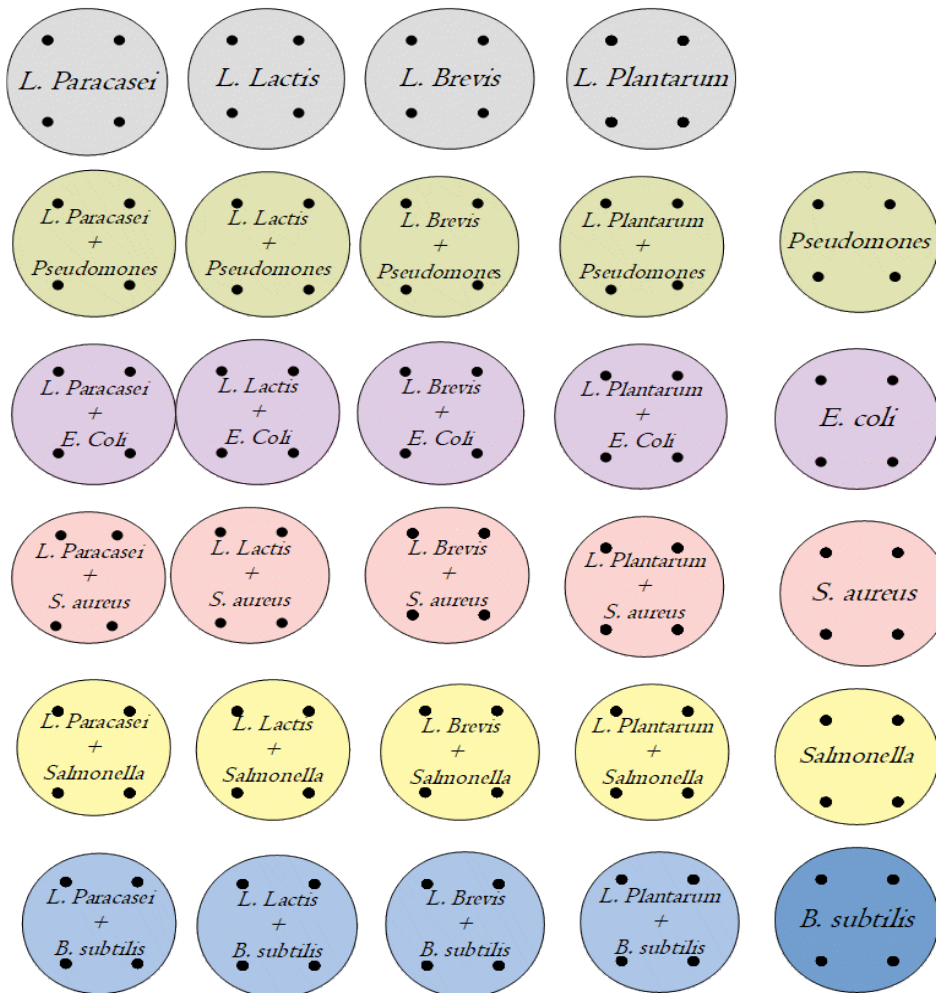 L. Paracasei
L. Lactis
L. Brevis
L. Plantarum
L. Paracasei
+
Pseudomones
L. Lactis
+
Pseudomones
L. Brevis
+
Pseudomones
L. Plantarum
+
Pseudomones
Pseudomones
L. Paracasei
+
E. Coli
L. Lactis
+
E. Coli
L. Brevis
+
E. Coli
L. Plantarum
+
E. Coli
E. coli
L. Paracasei
+
S. aureus
L. Lactis
+
S. aureus
L. Brevis
+
S. aureus
L. Plantarum
+
S. aureus
S. aureus
L. Paracasei
+
Salmonella
L. Lactis
+
Salmonella
L. Brevis
+
Salmonella
L. Plantarum
+
Salmonella
Salmonella
L. Paracasei
+
B. subtilis
L. Lactis
+
B. subtilis
L. Brevis
+
B. subtilis
L. Plantarum
+
B. subtilis
B. subtilis